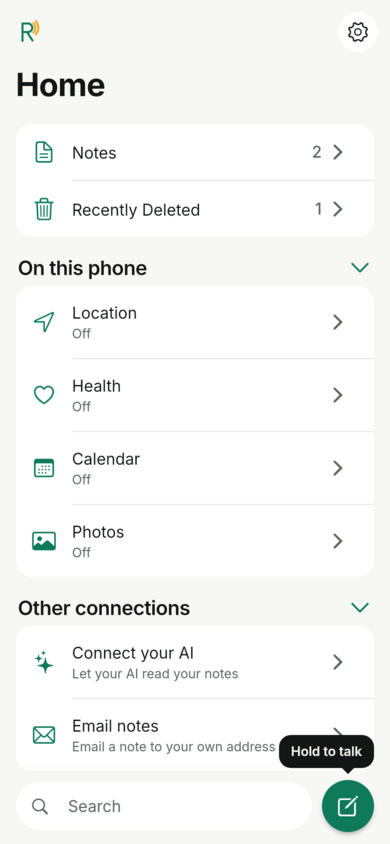 R
Home
Notes 2
Recently Deleted 1
On this phone
Location
Off
Health
Off
Calendar
Off
Photos
Off
Other connections
Connect your AI
Let your AI read your notes
Email notes
Email a note to your own address
Hold to talk
Search